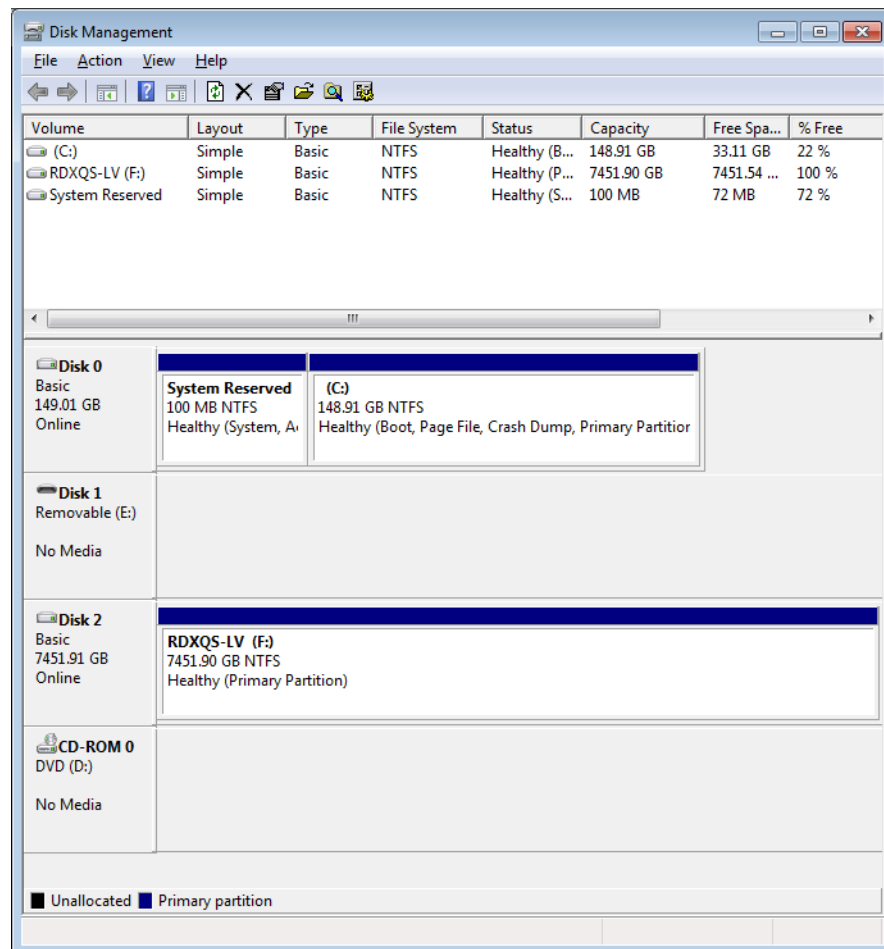 Disk Management
File Action View Help
Volume Layout Type File System Status Capacity Free Spa... % Free
(C:) Simple Basic NTFS Healthy (B... 148.91 GB 33.11 GB 22 %
RDXQS-LV (F:) Simple Basic NTFS Healthy (P... 7451.90 GB 7451.54 ... 100 %
System Reserved Simple Basic NTFS Healthy (S... 100 MB 72 MB 72 %
Disk 0
Basic
149.01 GB
Online
System Reserved
100 MB NTFS
Healthy (System, A
(C:)
148.91 GB NTFS
Healthy (Boot, Page File, Crash Dump, Primary Partitior
Disk 1
Removable (E:)
No Media
Disk 2
Basic
7451.91 GB
Online
RDXQS-LV (F:)
7451.90 GB NTFS
Healthy (Primary Partition)
CD-ROM 0
DVD (D:)
No Media
Unallocated Primary partition